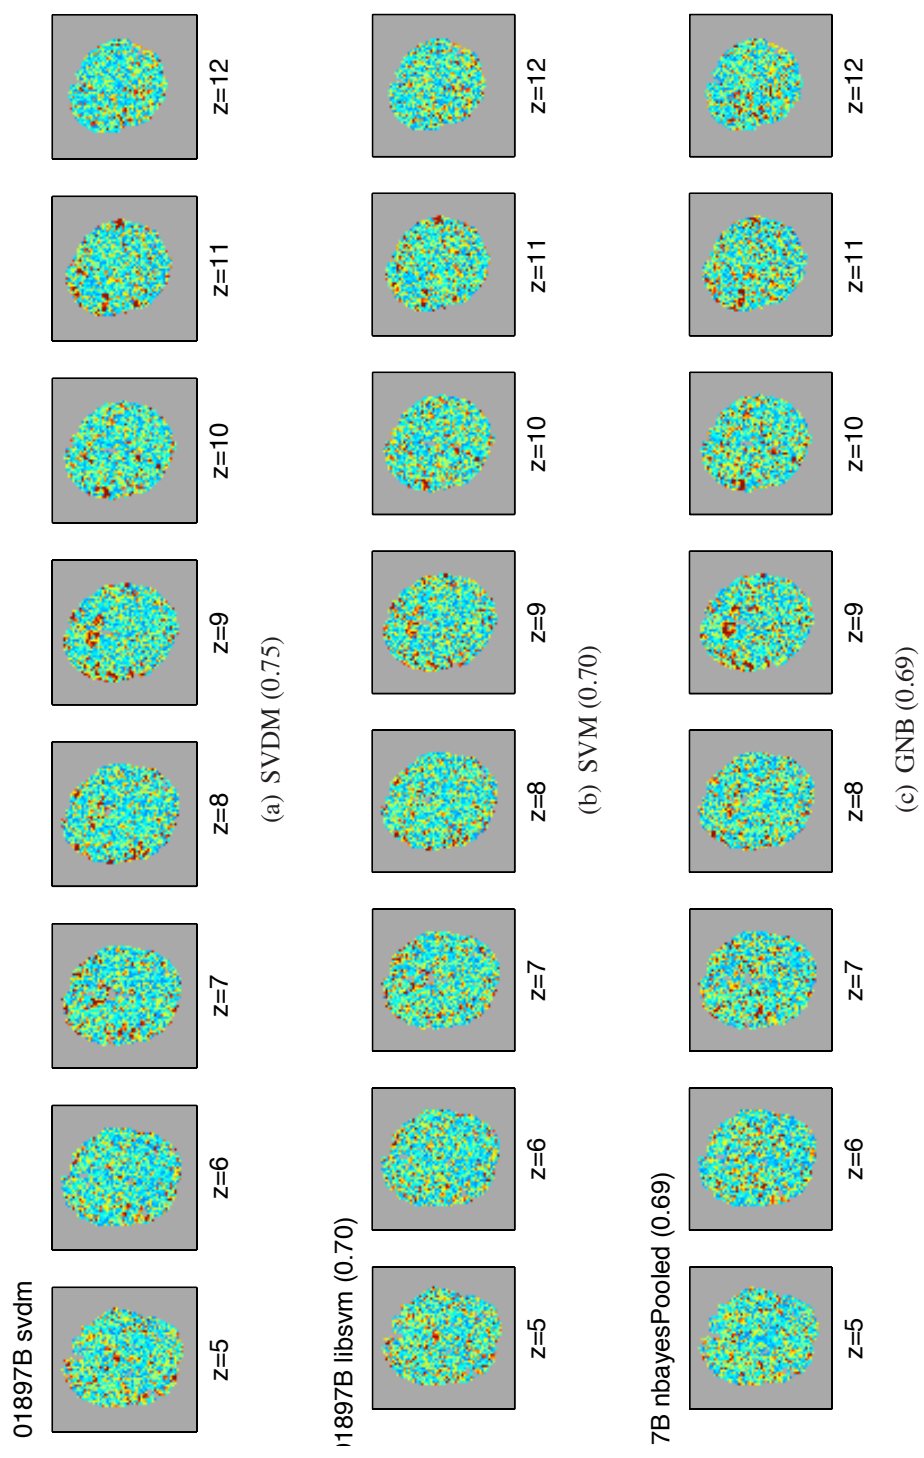 01897B svdm
z=5 z=6 z=7 z=8 z=9 z=10 z=11 z=12
(a) SVDM (0.75)
01897B libsvm (0.70)
z=5 z=6 z=7 z=8 z=9 z=10 z=11 z=12
(b) SVM (0.70)
7B nbayesPooled (0.69)
z=5 z=6 z=7 z=8 z=9 z=10 z=11 z=12
(c) GNB (0.69)